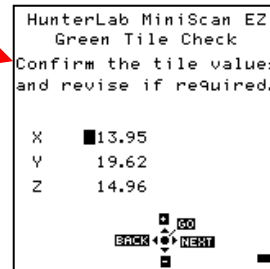 HunterLab MiniScan EZ
Green Tile Check
Confirm the tile values
and revise if required.
X 13.95
Y 19.62
Z 14.96
GO
BACK NEXT